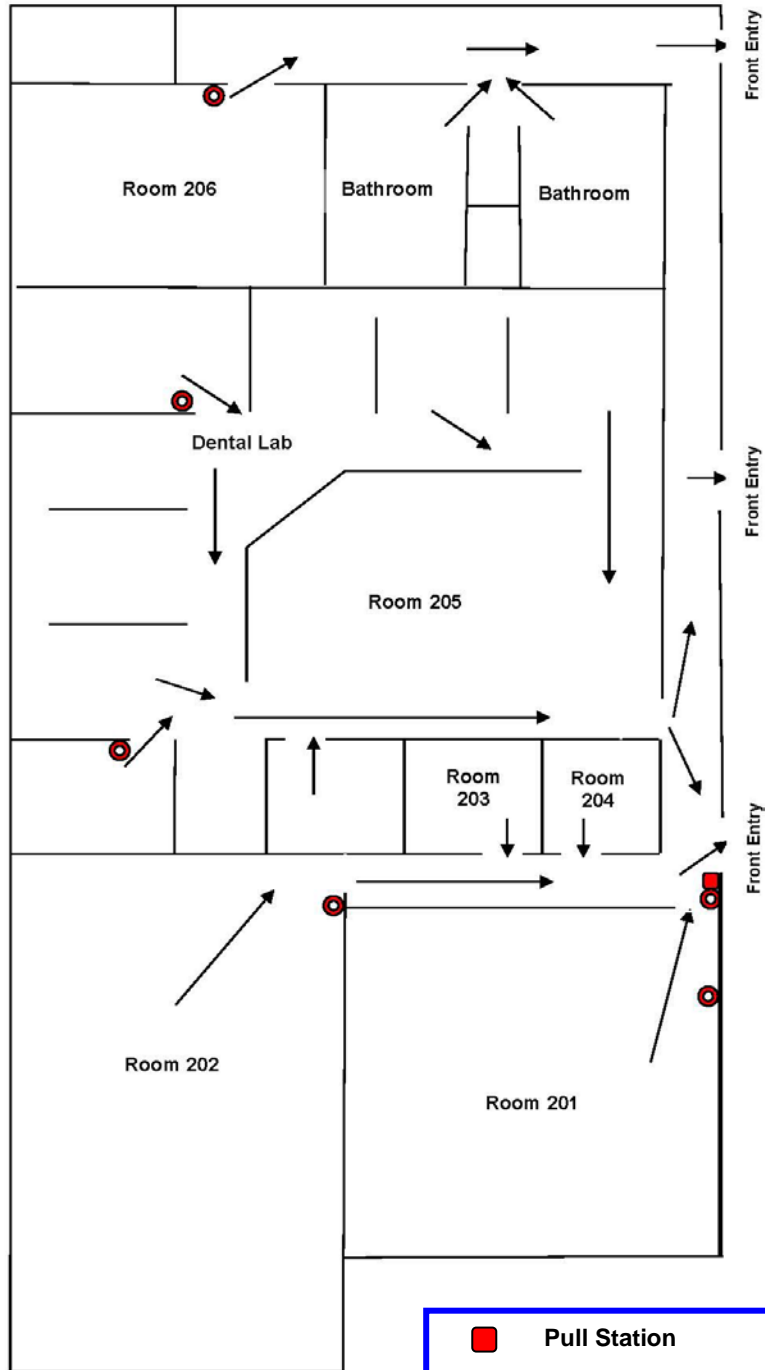 Front Entry
Room 206
Bathroom
Bathroom
Dental Lab
Front Entry
Room 205
Room
203
Room
204
Front Entry
Room 202
Room 201
Pull Station